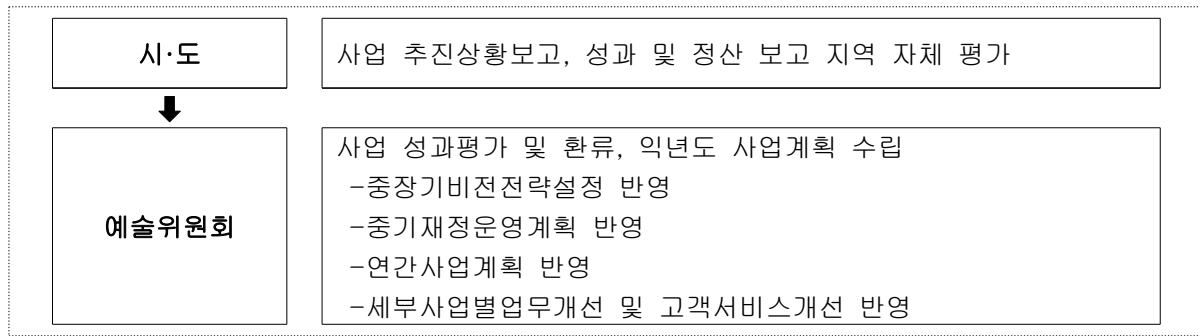 시·도
사업 추진상황보고, 성과 및 정산 보고 지역 자체 평가
예술위원회
사업 성과평가 및 환류, 익년도 사업계획 수립
-중장기비전전략설정 반영
-중기재정운영계획 반영
-연간사업계획 반영
-세부사업별업무개선 및 고객서비스개선 반영